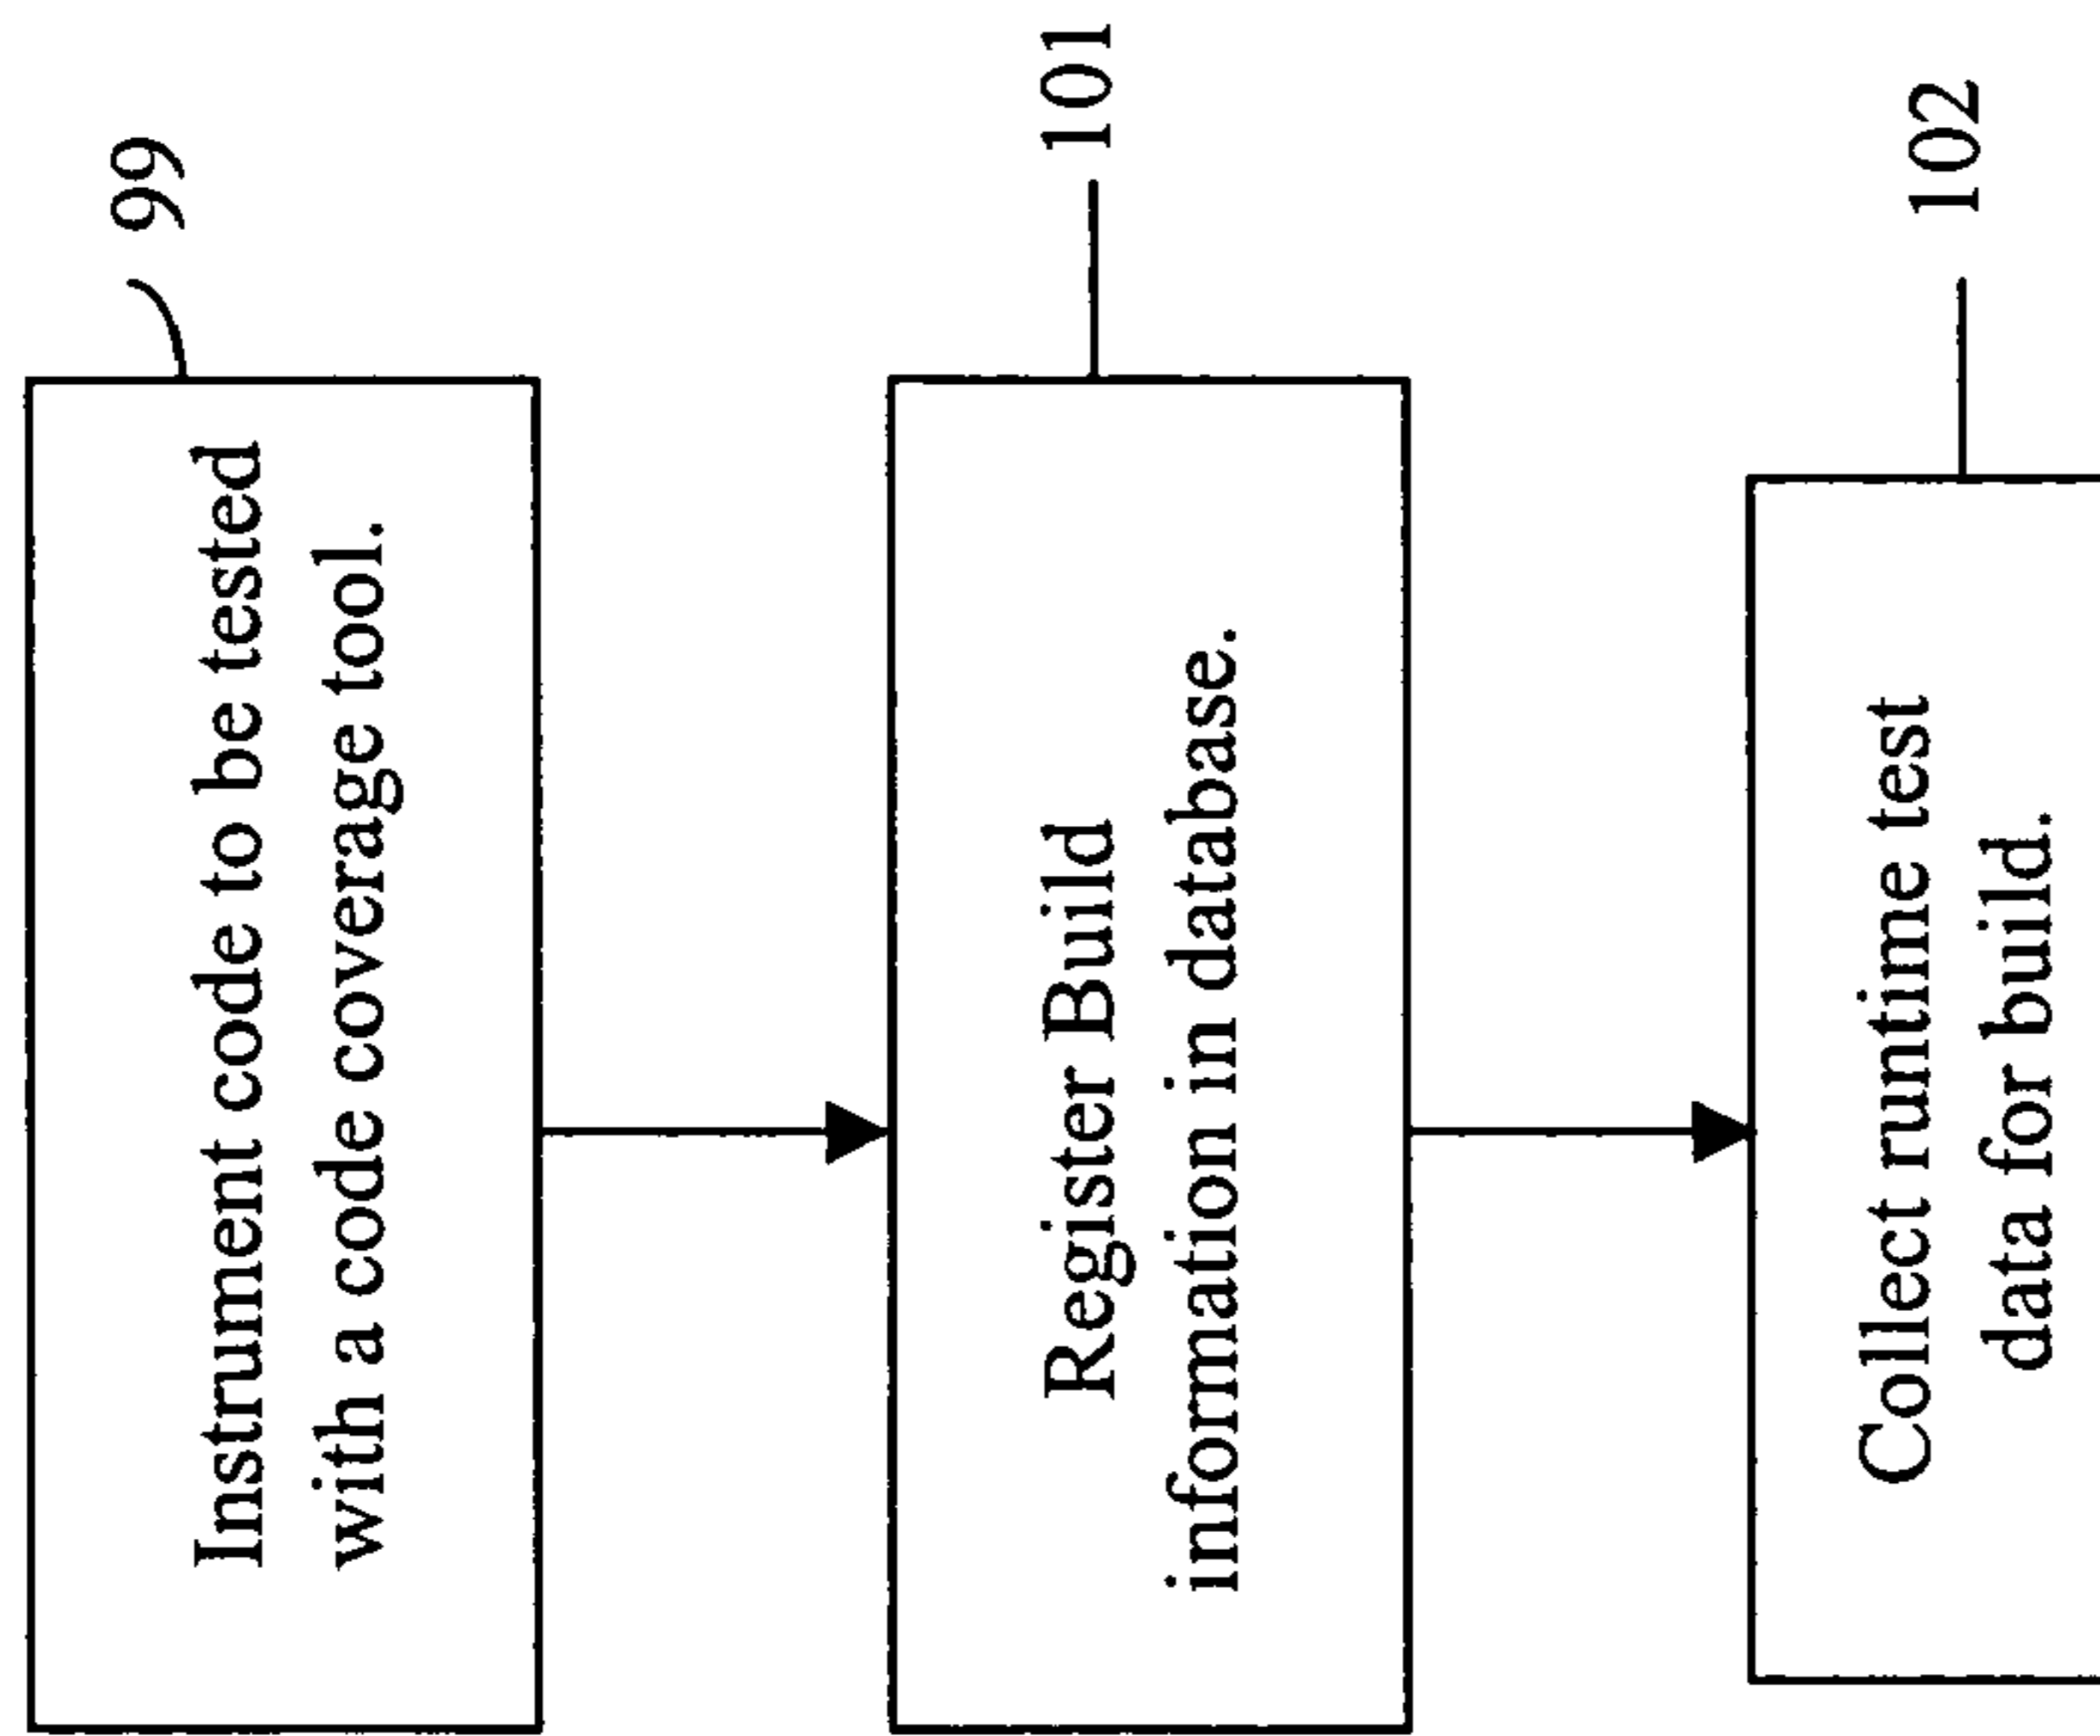 Instrument code to be tested
with a code coverage tool.
99
Register Build
information in database.
101
Collect runtime test
data for build.
102